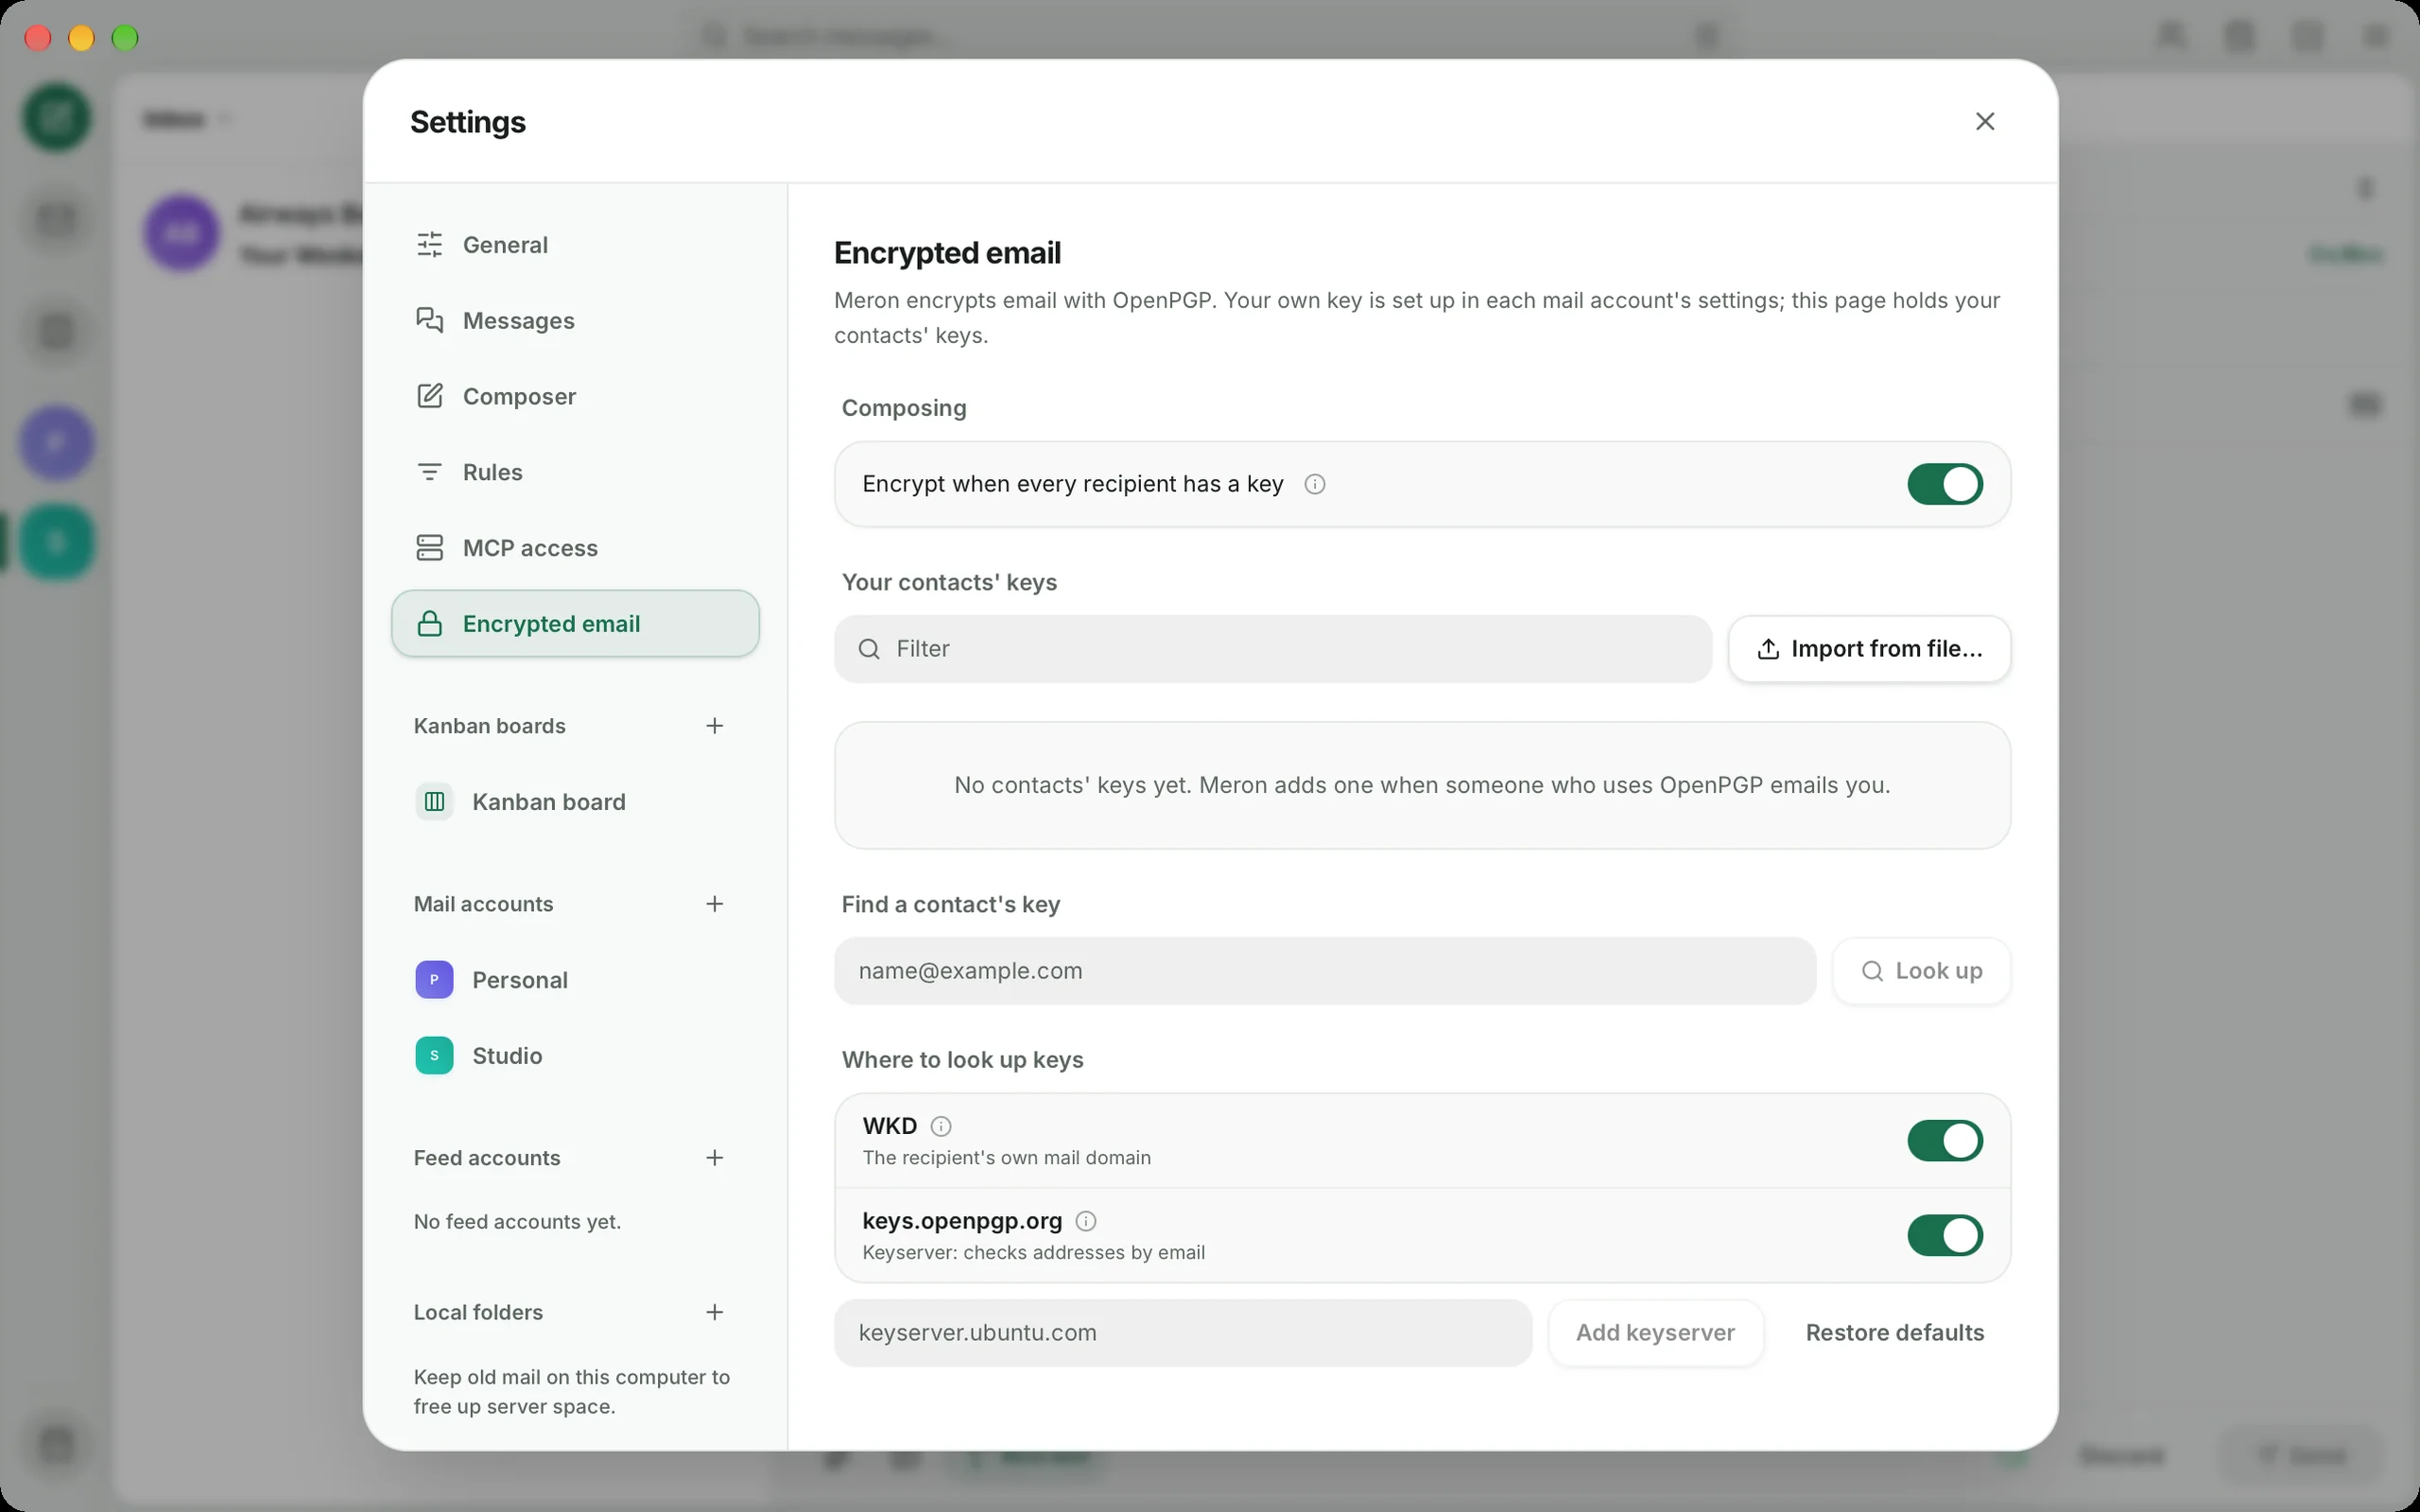 Search messages...
Inbox
Settings
General
Messages
Composer
Rules
MCP access
Encrypted email
Kanban boards
Kanban board
Mail accounts
P Personal
S Studio
Feed accounts
No feed accounts yet.
Local folders
Keep old mail on this computer to
free up server space.
Encrypted email
Meron encrypts email with OpenPGP. Your own key is set up in each mail account's settings; this page holds your
contacts' keys.
Composing
Encrypt when every recipient has a key
Your contacts' keys
Filter
Import from file...
No contacts' keys yet. Meron adds one when someone who uses OpenPGP emails you.
Find a contact's key
name@example.com
Look up
Where to look up keys
WKD
The recipient's own mail domain
keys.openpgp.org
Keyserver: checks addresses by email
keyserver.ubuntu.com
Add keyserver
Restore defaults
Discard
Send